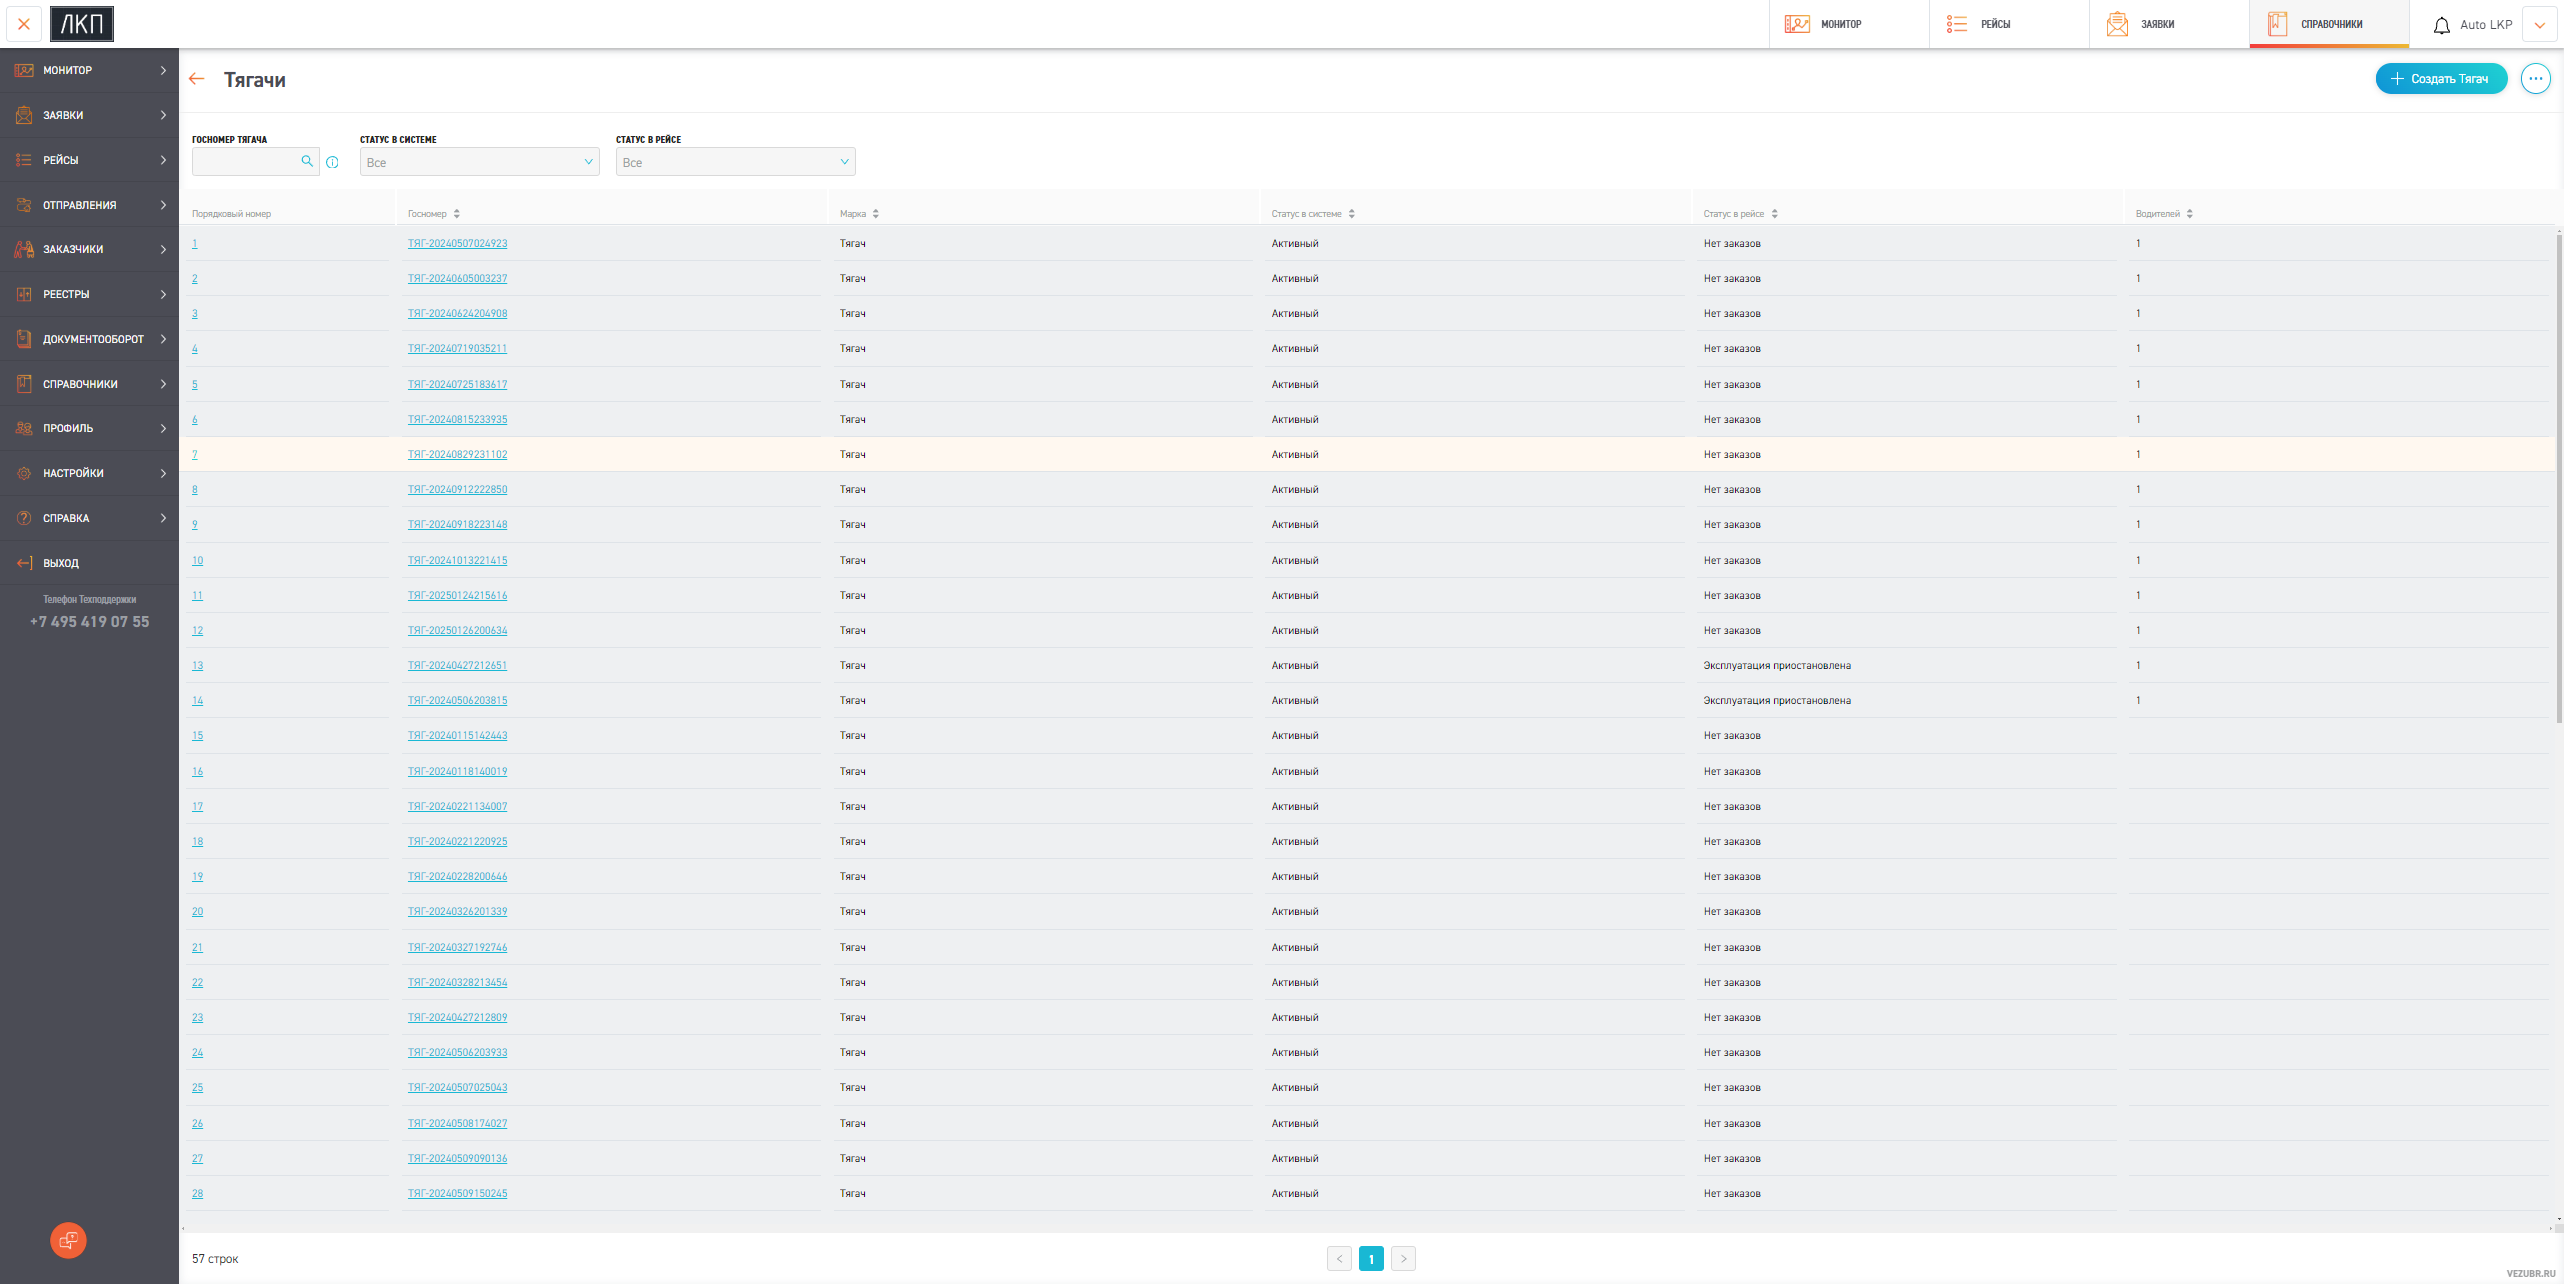 ЛКП
МОНИТОР
РЕЙСЫ
ЗАЯВКИ
СПРАВОЧНИКИ
Auto LKP
МОНИТОР
ЗАЯВКИ
РЕЙСЫ
ОТПРАВЛЕНИЯ
ЗАКАЗЧИКИ
РЕЕСТРЫ
ДОКУМЕНТООБОРОТ
СПРАВОЧНИКИ
ПРОФИЛЬ
НАСТРОЙКИ
СПРАВКА
ВЫХОД
Телефон Техподдержки
+7 495 419 07 55
Тягачи
Создать Тягач
ГОСНОМЕР ТЯГАЧА
СТАТУС В СИСТЕМЕ
СТАТУС В РЕЙСЕ
Все
Все
Порядковый номер Госномер Марка Статус в системе Статус в рейсе Водителей
1 ТЯГ-20240507024923 Тягач Активный Нет заказов 1
2 ТЯГ-20240605003237 Тягач Активный Нет заказов 1
3 ТЯГ-20240624204908 Тягач Активный Нет заказов 1
4 ТЯГ-20240719035211 Тягач Активный Нет заказов 1
5 ТЯГ-20240725183617 Тягач Активный Нет заказов 1
6 ТЯГ-20240815233935 Тягач Активный Нет заказов 1
7 ТЯГ-20240829231102 Тягач Активный Нет заказов 1
8 ТЯГ-20240912222850 Тягач Активный Нет заказов 1
9 ТЯГ-20240918223148 Тягач Активный Нет заказов 1
10 ТЯГ-20241013221415 Тягач Активный Нет заказов 1
11 ТЯГ-20250124215616 Тягач Активный Нет заказов 1
12 ТЯГ-20250126200634 Тягач Активный Нет заказов 1
13 ТЯГ-20240427212651 Тягач Активный Эксплуатация приостановлена 1
14 ТЯГ-20240506203815 Тягач Активный Эксплуатация приостановлена 1
15 ТЯГ-20240115142443 Тягач Активный Нет заказов
16 ТЯГ-20240118140019 Тягач Активный Нет заказов
17 ТЯГ-20240221134007 Тягач Активный Нет заказов
18 ТЯГ-20240221220925 Тягач Активный Нет заказов
19 ТЯГ-20240228200646 Тягач Активный Нет заказов
20 ТЯГ-20240326201339 Тягач Активный Нет заказов
21 ТЯГ-20240327192746 Тягач Активный Нет заказов
22 ТЯГ-20240328213454 Тягач Активный Нет заказов
23 ТЯГ-20240427212809 Тягач Активный Нет заказов
24 ТЯГ-20240506203933 Тягач Активный Нет заказов
25 ТЯГ-20240507025043 Тягач Активный Нет заказов
26 ТЯГ-20240508174027 Тягач Активный Нет заказов
27 ТЯГ-20240509090136 Тягач Активный Нет заказов
28 ТЯГ-20240509150245 Тягач Активный Нет заказов
57 строк
1
VEZUBR.RU